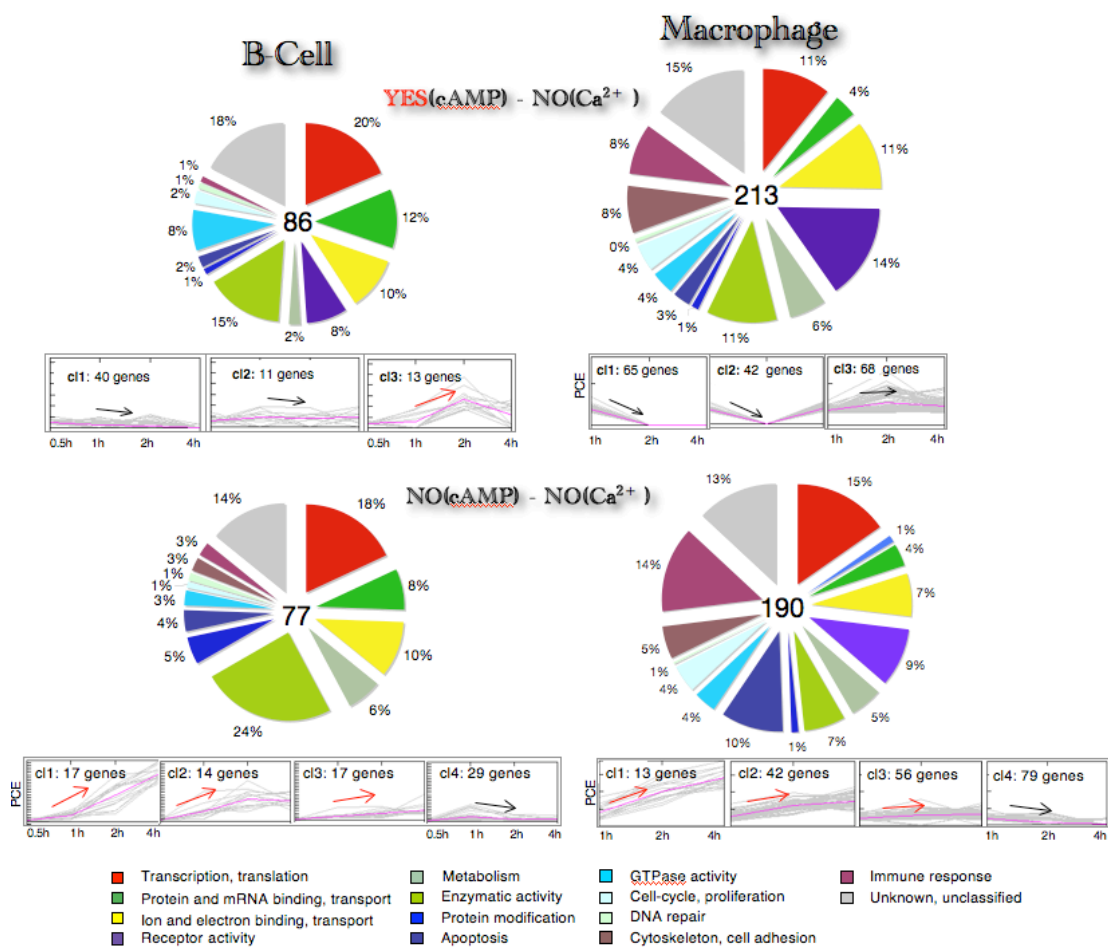 B-Cell
Macrophage
YES(cAMP) - NO(Ca2+ )
20%
12%
10%
8%
2%
15%
1%
2%
8%
2%
1%
1%
18%
86
11%
4%
11%
14%
6%
11%
1%
3%
4%
4%
0%
8%
8%
15%
213
cl1: 40 genes
cl2: 11 genes
cl3: 13 genes
0.5h 1h 2h 4h
0.5h 1h 2h 4h
PCE
cl1: 65 genes
cl2: 42 genes
cl3: 68 genes
1h 2h 4h
1h 2h 4h
NO(cAMP) - NO(Ca2+ )
18%
8%
10%
6%
24%
5%
4%
3%
1%
1%
3%
3%
14%
77
15%
1%
4%
7%
9%
5%
7%
1%
10%
4%
4%
1%
5%
14%
13%
190
PCE
cl1: 17 genes
cl2: 14 genes
cl3: 17 genes
cl4: 29 genes
0.5h 1h 2h 4h
0.5h 1h 2h 4h
PCE
cl1: 13 genes
cl2: 42 genes
cl3: 56 genes
cl4: 79 genes
1h 2h 4h
1h 2h 4h
Transcription, translation
Protein and mRNA binding, transport
Ion and electron binding, transport
Receptor activity
Metabolism
Enzymatic activity
Protein modification
Apoptosis
GTPase activity
Cell-cycle, proliferation
DNA repair
Cytoskeleton, cell adhesion
Immune response
Unknown, unclassified